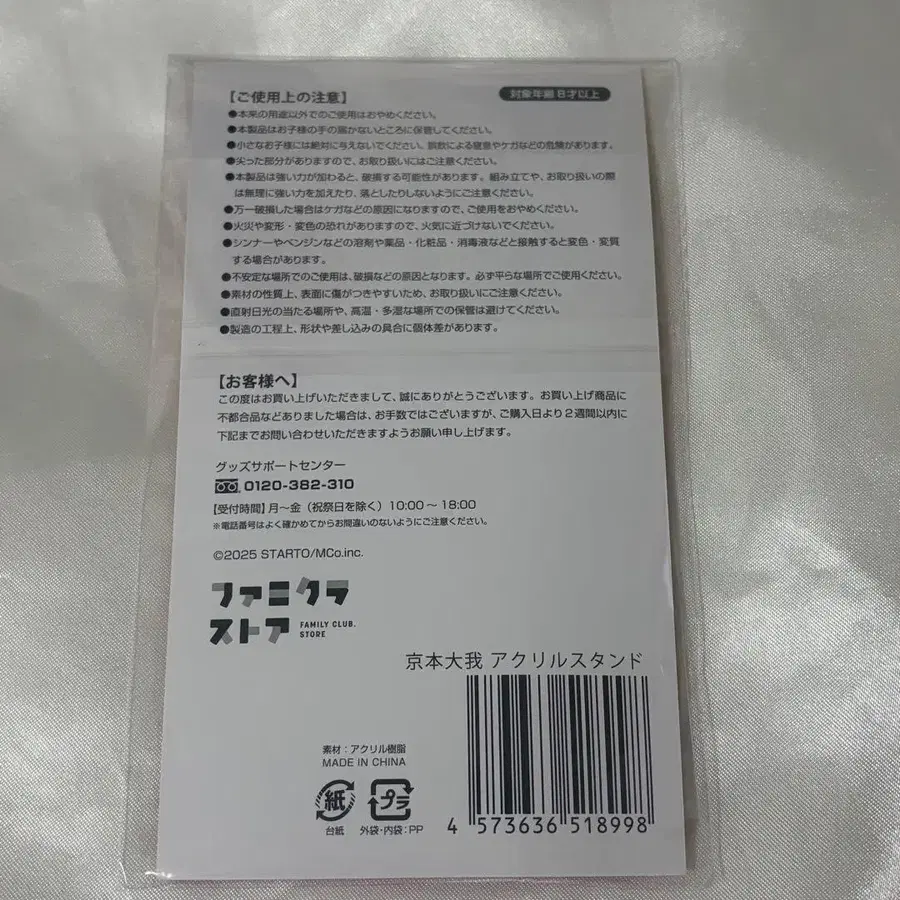 【ご使用上の注意】 対象年齢8才以上
●本来の用途以外でのご使用はおやめください。
●本製品はお子様の手の届かないところに保管してください。
●小さなお子様には絶対に与えないでください。誤飲による窒息やケガなどの危険があります。
●尖った部分がありますので、お取り扱いにはご注意ください。
●本製品は強い力が加わると、破損する可能性があります。組み立てや、お取り扱いの際
は無理に強い力を加えたり、落としたりしないようにご注意ください。
●万一破損した場合はケガなどの原因になりますので、ご使用をおやめください。
●火災や変形・変色の恐れがありますので、火気に近づけないでください。
●シンナーやベンジンなどの溶剤や薬品・化粧品・消毒液などと接触すると変色・変質
する場合があります。
●不安定な場所でのご使用は、破損などの原因となります。必ず平らな場所でご使用ください。
●素材の性質上、表面に傷がつきやすいため、お取り扱いにご注意ください。
●直射日光の当たる場所や、高温・多湿な場所での保管は避けてください。
●製造の工程上、形状や差し込みの具合に個体差があります。
【お客様へ】
この度はお買い上げいただきまして、誠にありがとうございます。お買い上げ商品に
不都合品などありました場合は、お手数ではございますが、ご購入日より2週間以内に
下記までお問い合わせいただきますようお願い申し上げます。
グッズサポートセンター
0120-382-310
【受付時間】月〜金（祝祭日を除く）10:00〜18:00
※電話番号はよく確かめてからお間違いのないようにご注意ください。
©2025 STARTO/MCo.inc.
ファミクラ
ストア FAMILY CLUB.
STORE
京本大我 アクリルスタンド
素材：アクリル樹脂
MADE IN CHINA
紙 プラ
台紙 外袋・内袋:PP
4 573636 518998